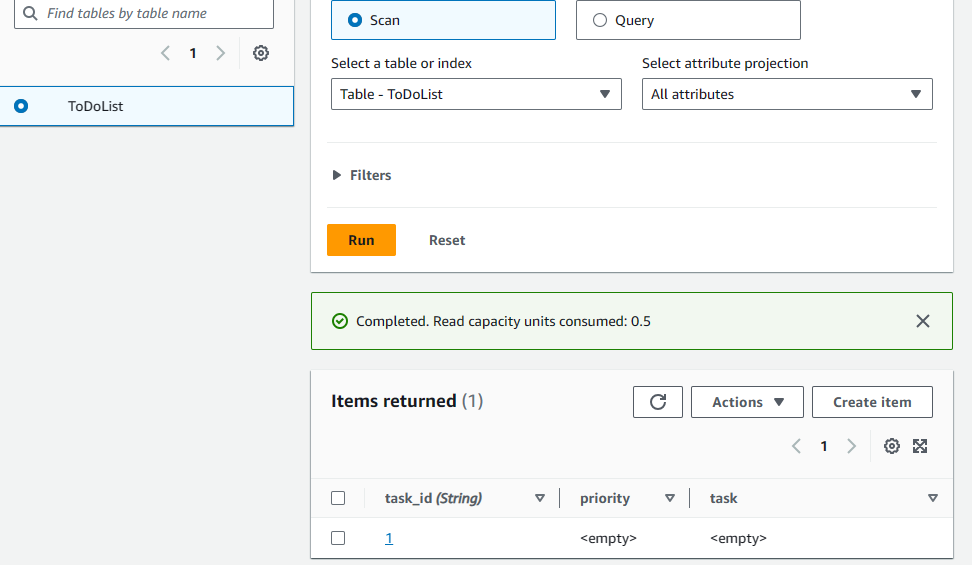 Find tables by table name
1
ToDoList
Scan
Query
Select a table or index
Select attribute projection
Table - ToDoList
All attributes
Filters
Run
Reset
Completed. Read capacity units consumed: 0.5
Items returned (1)
Actions
Create item
1
task_id (String)
priority
task
1
<empty>
<empty>